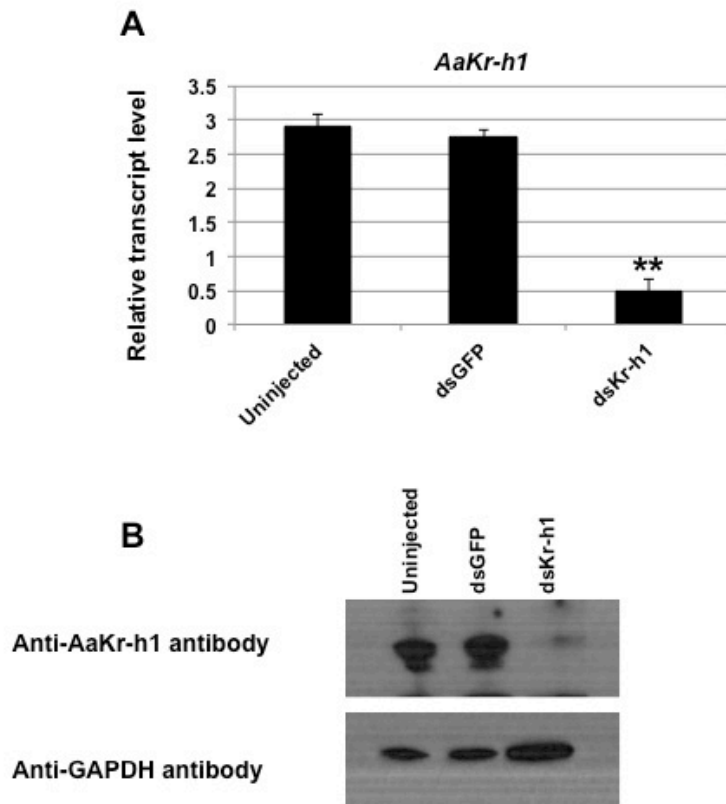 A
AaKr-h1
Relative transcript level
3.5
3
2.5
2
1.5
1
0.5
0
**
Uninjected
dsGFP
dsKr-h1
B
Uninjected
dsGFP
dsKr-h1
Anti-AaKr-h1 antibody
Anti-GAPDH antibody